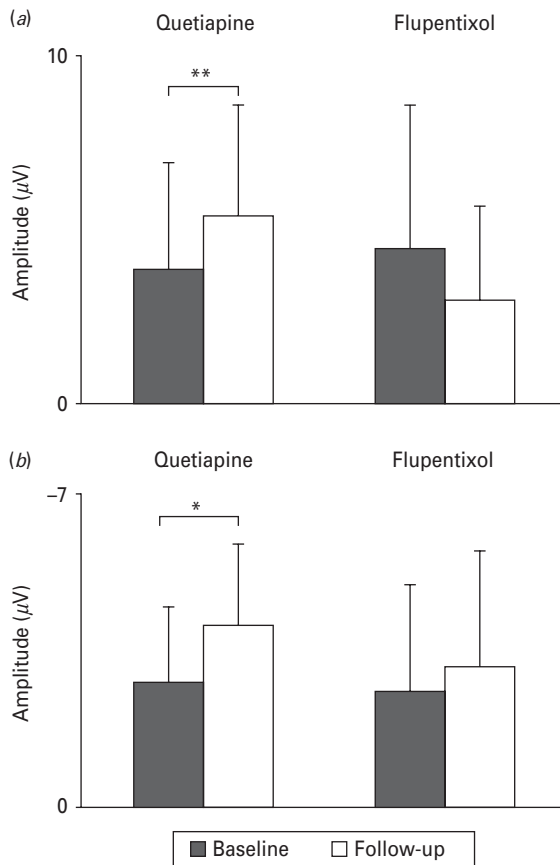 (a)
Quetiapine Flupentixol
10
**
Amplitude (μV)
0
(b)
Quetiapine Flupentixol
–7
*
Amplitude (μV)
0
Baseline Follow-up